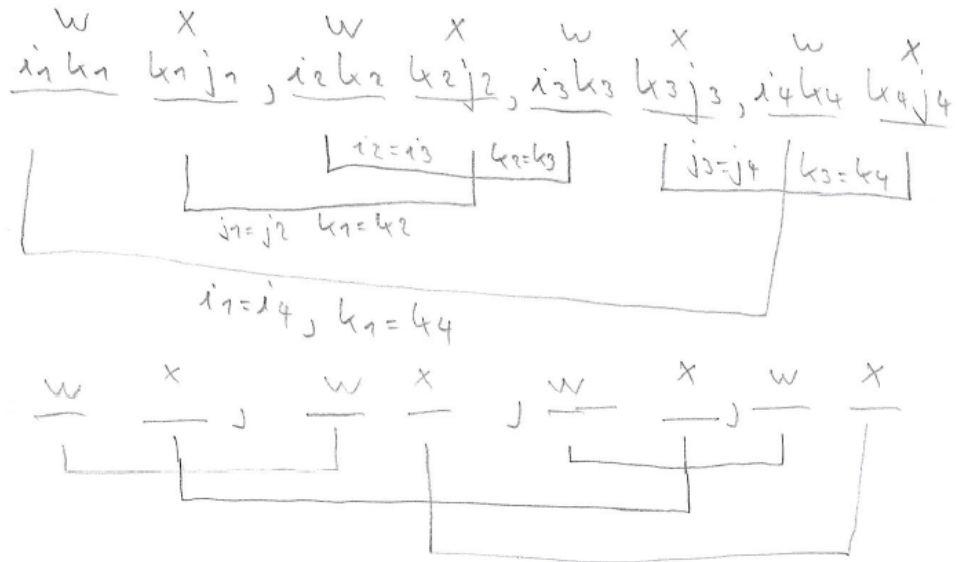 W X W X W X W X
i1k1 k1j1, i2k2 k2j2, i3k3 k3j3, i4k4 k4j4
i2=i3 k2=k3 j3=j4 k3=k4
j1=j2 k1=k2
i1=i4, k1=k4
W X , W X , W X , W X